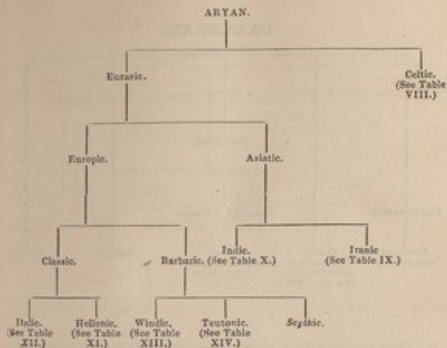 ARYAN.
Eurasic.
Celtic.
(See Table
VIII.)
Europic.
Asiatic.
Classic.
Barbaric.
Indic.
(See Table X.)
Iranic
(See Table IX.)
Italic.
(See Table
XII.)
Hellenic.
(See Table
XI.)
Windic.
(See Table
XIII.)
Teutonic.
(See Table
XIV.)
Scythic.